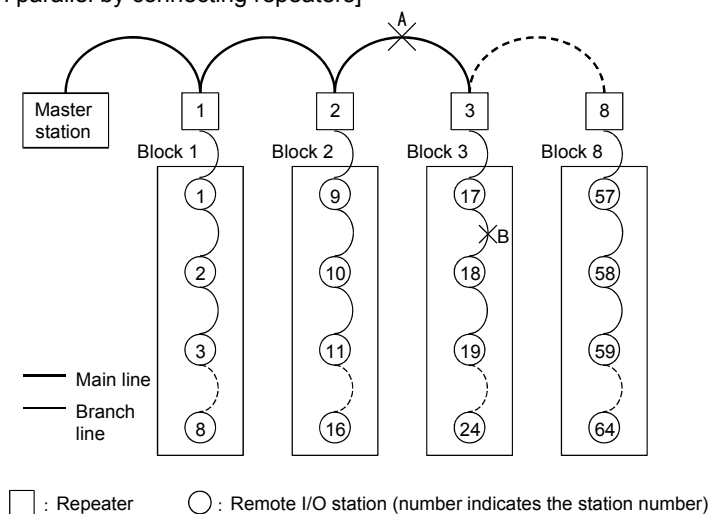 parallel by connecting repeaters]
A
Master
station
1
2
3
8
Block 1
Block 2
Block 3
Block 8
1
9
17
57
B
2
10
18
58
3
11
19
59
Main line
Branch
line
8
16
24
64
: Repeater
: Remote I/O station (number indicates the station number)